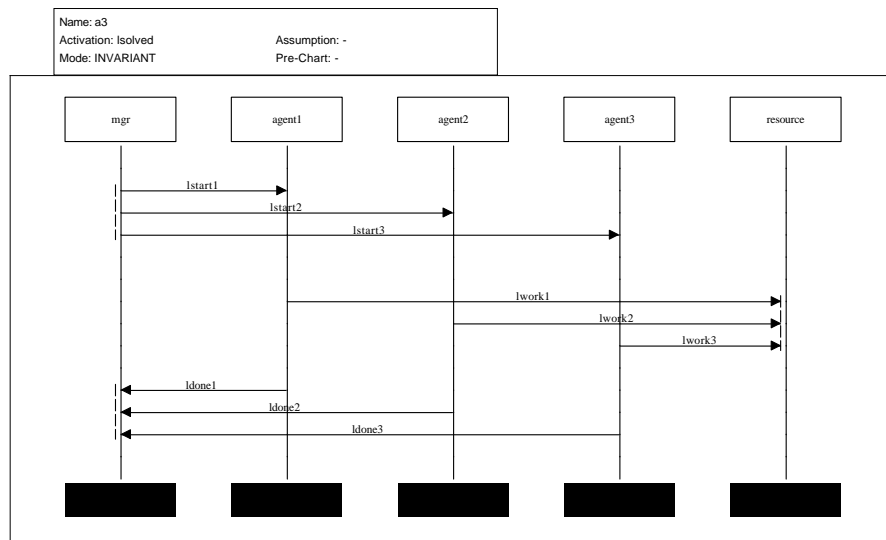 Name: a3
Activation: lsolved Assumption: -
Mode: INVARIANT Pre-Chart: -
mgr agent1 agent2 agent3 resource
lstart1
lstart2
lstart3
lwork1
lwork2
lwork3
ldone1
ldone2
ldone3